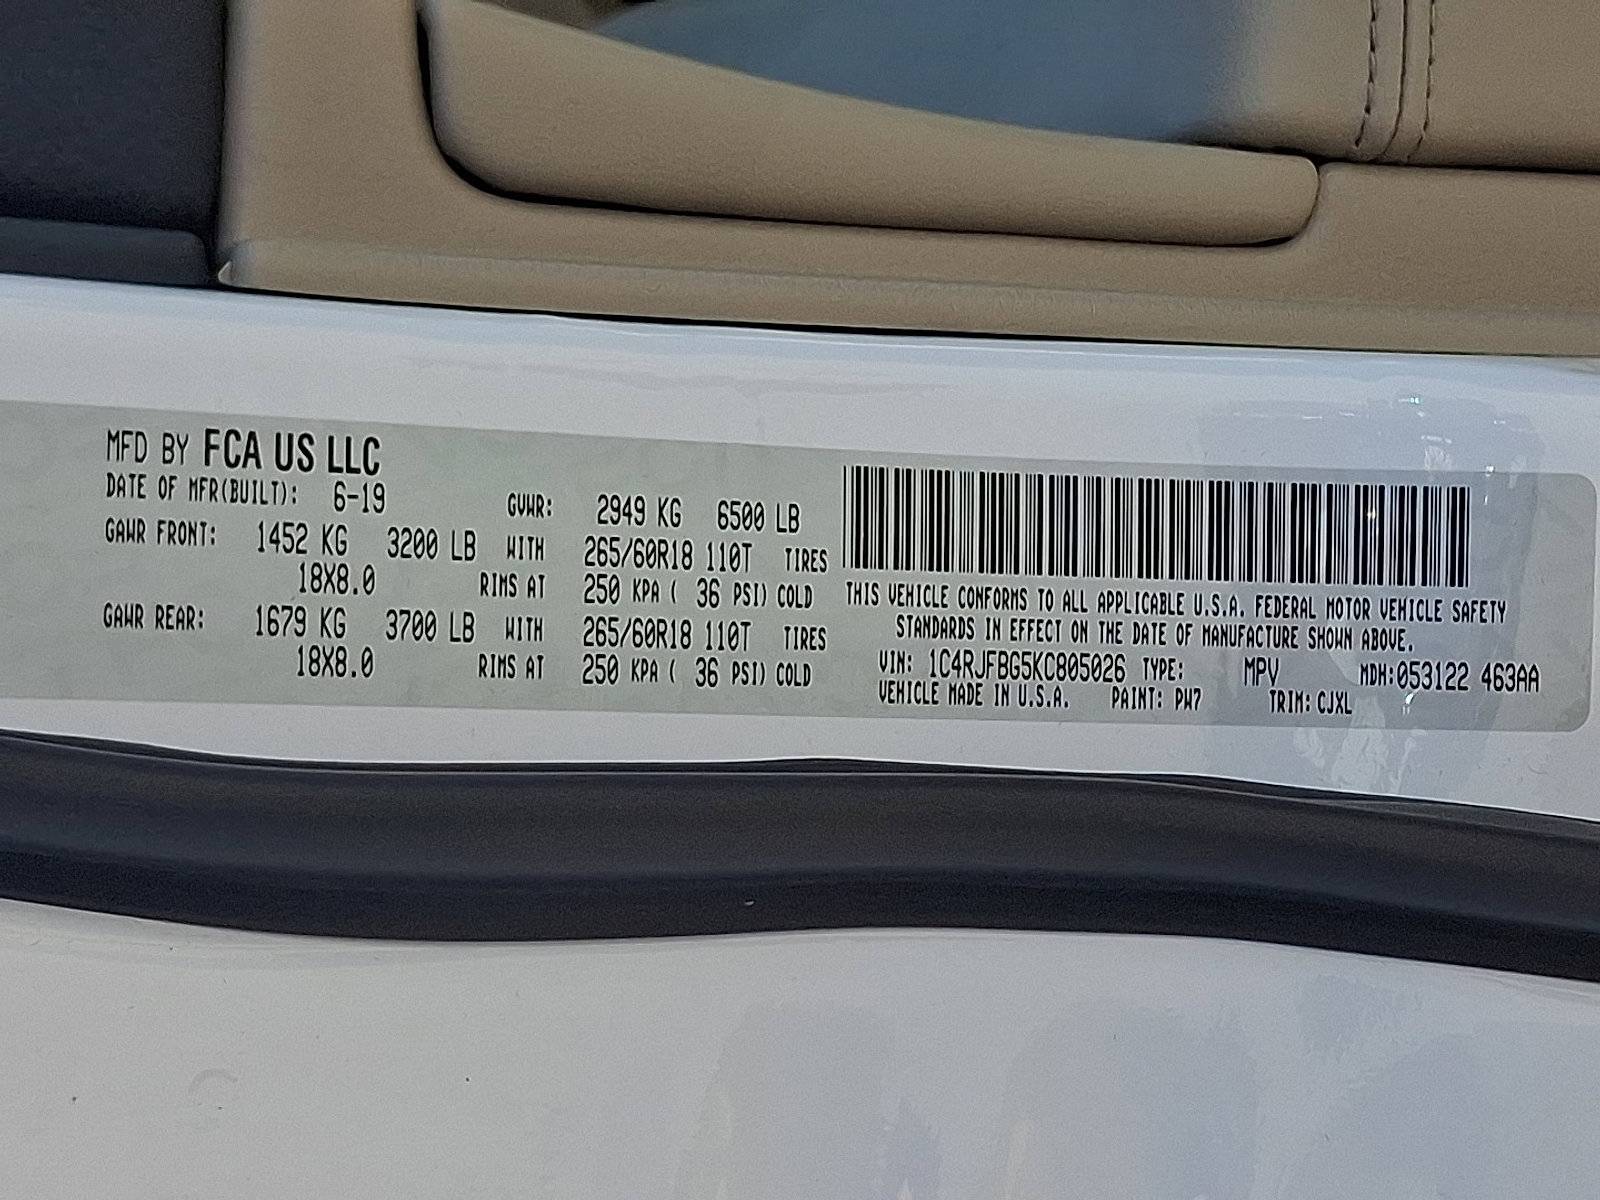 MFD BY FCA US LLC
DATE OF MFR(BUILT): 6-19 GVWR: 2949 KG 6500 LB
GAWR FRONT: 1452 KG 3200 LB WITH 265/60R18 110T TIRES
18X8.0 RIMS AT 250 KPA ( 36 PSI) COLD
GAWR REAR: 1679 KG 3700 LB WITH 265/60R18 110T TIRES
18X8.0 RIMS AT 250 KPA ( 36 PSI) COLD
THIS VEHICLE CONFORMS TO ALL APPLICABLE U.S.A. FEDERAL MOTOR VEHICLE SAFETY
STANDARDS IN EFFECT ON THE DATE OF MANUFACTURE SHOWN ABOVE.
VIN: 1C4RJFBG5KC805026 TYPE: MPV MDH:053122 463AA
VEHICLE MADE IN U.S.A. PAINT: PW7 TRIM: CJXL